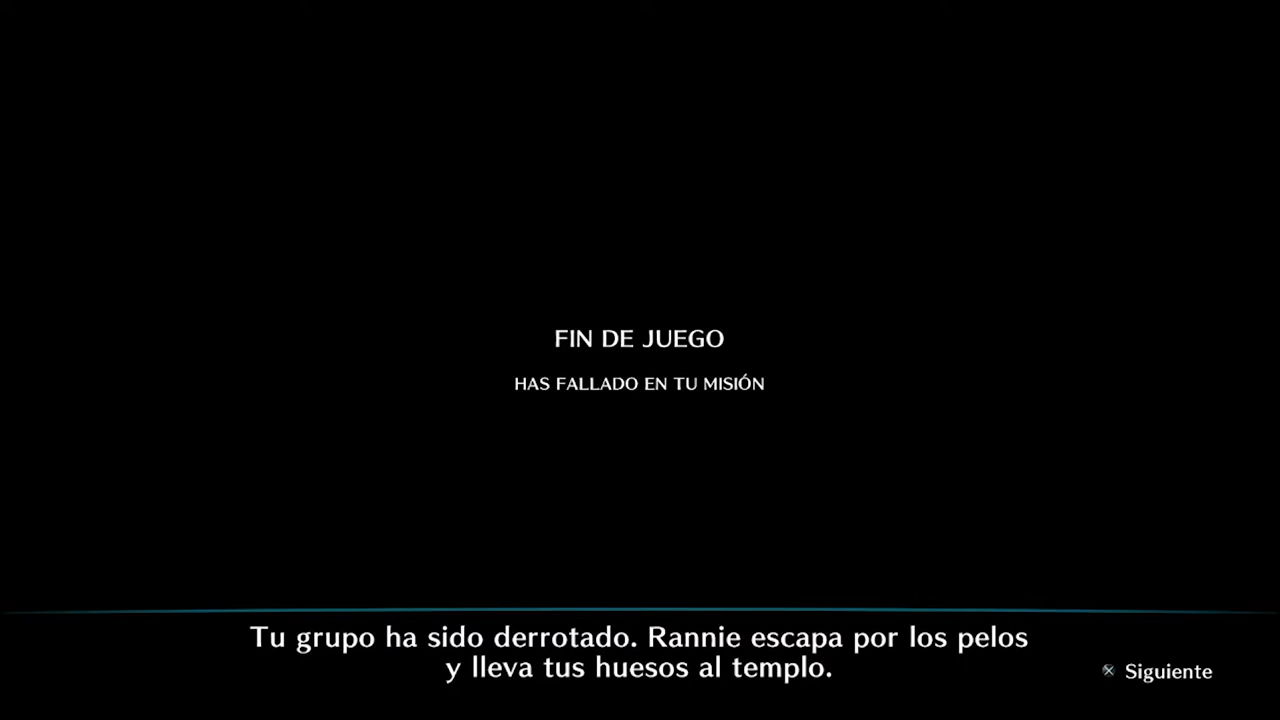 FIN DE JUEGO
HAS FALLADO EN TU MISIÓN
Tu grupo ha sido derrotado. Rannie escapa por los pelos
y lleva tus huesos al templo.
Siguiente